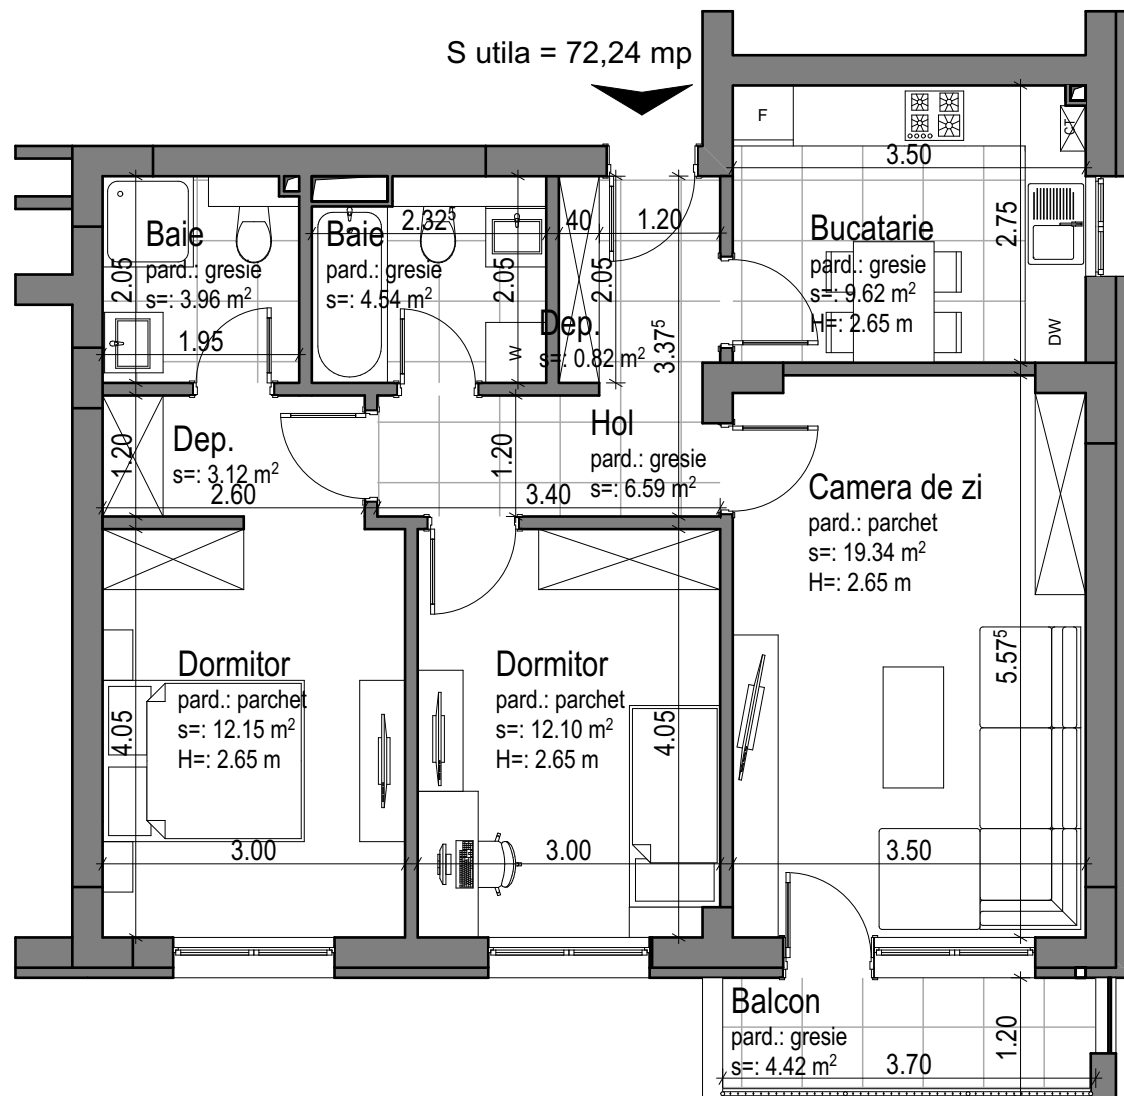 S utila = 72,24 mp
F
CT
3.50
Baie
pard.: gresie
s=: 3.96 m²
2.05
1.95
Baie
pard.: gresie
s=: 4.54 m²
2.32⁵
2.05
W
40
1.20
2.05
Dep.
s=: 0.82 m²
3.37⁵
Bucatarie
pard.: gresie
s=: 9.62 m²
H=: 2.65 m
2.75
DW
Dep.
s=: 3.12 m²
1.20
2.60
Hol
pard.: gresie
s=: 6.59 m²
1.20
3.40
Camera de zi
pard.: parchet
s=: 19.34 m²
H=: 2.65 m
5.57⁵
3.50
Dormitor
pard.: parchet
s=: 12.15 m²
H=: 2.65 m
4.05
3.00
Dormitor
pard.: parchet
s=: 12.10 m²
H=: 2.65 m
4.05
3.00
Balcon
pard.: gresie
s=: 4.42 m²
3.70
1.20